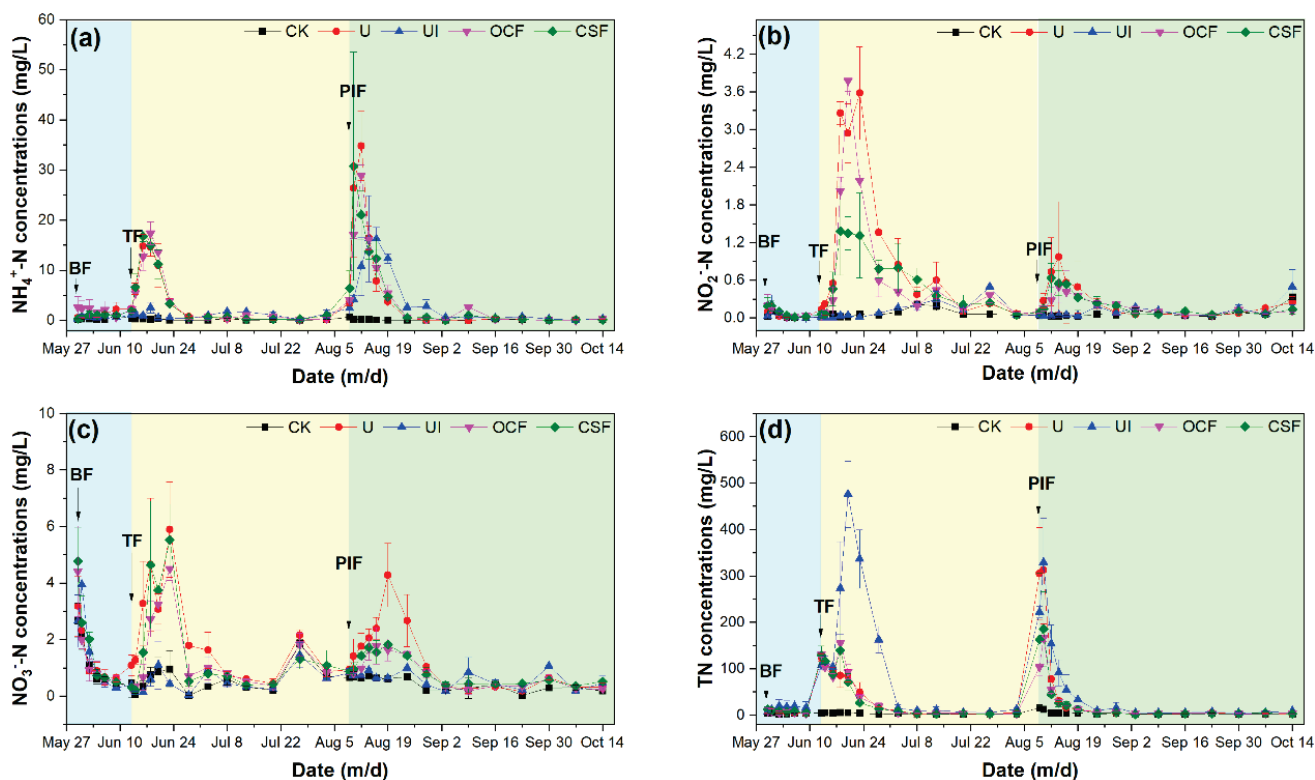 (a)
CK U UI OCF CSF
60
50
40
30
20
10
0
NH₄⁺-N concentrations (mg/L)
BF
TF
PIF
May 27 Jun 10 Jun 24 Jul 8 Jul 22 Aug 5 Aug 19 Sep 2 Sep 16 Sep 30 Oct 14
Date (m/d)
(b)
CK U UI OCF CSF
4.2
3.6
3.0
2.4
1.8
1.2
0.6
0.0
NO₂⁻-N concentrations (mg/L)
BF
TF
PIF
May 27 Jun 10 Jun 24 Jul 8 Jul 22 Aug 5 Aug 19 Sep 2 Sep 16 Sep 30 Oct 14
Date (m/d)
(c)
CK U UI OCF CSF
10
8
6
4
2
0
NO₃⁻-N concentrations (mg/L)
BF
TF
PIF
May 27 Jun 10 Jun 24 Jul 8 Jul 22 Aug 5 Aug 19 Sep 2 Sep 16 Sep 30 Oct 14
Date (m/d)
(d)
CK U UI OCF CSF
600
500
400
300
200
100
0
TN concentrations (mg/L)
BF
TF
PIF
May 27 Jun 10 Jun 24 Jul 8 Jul 22 Aug 5 Aug 19 Sep 2 Sep 16 Sep 30 Oct 14
Date (m/d)